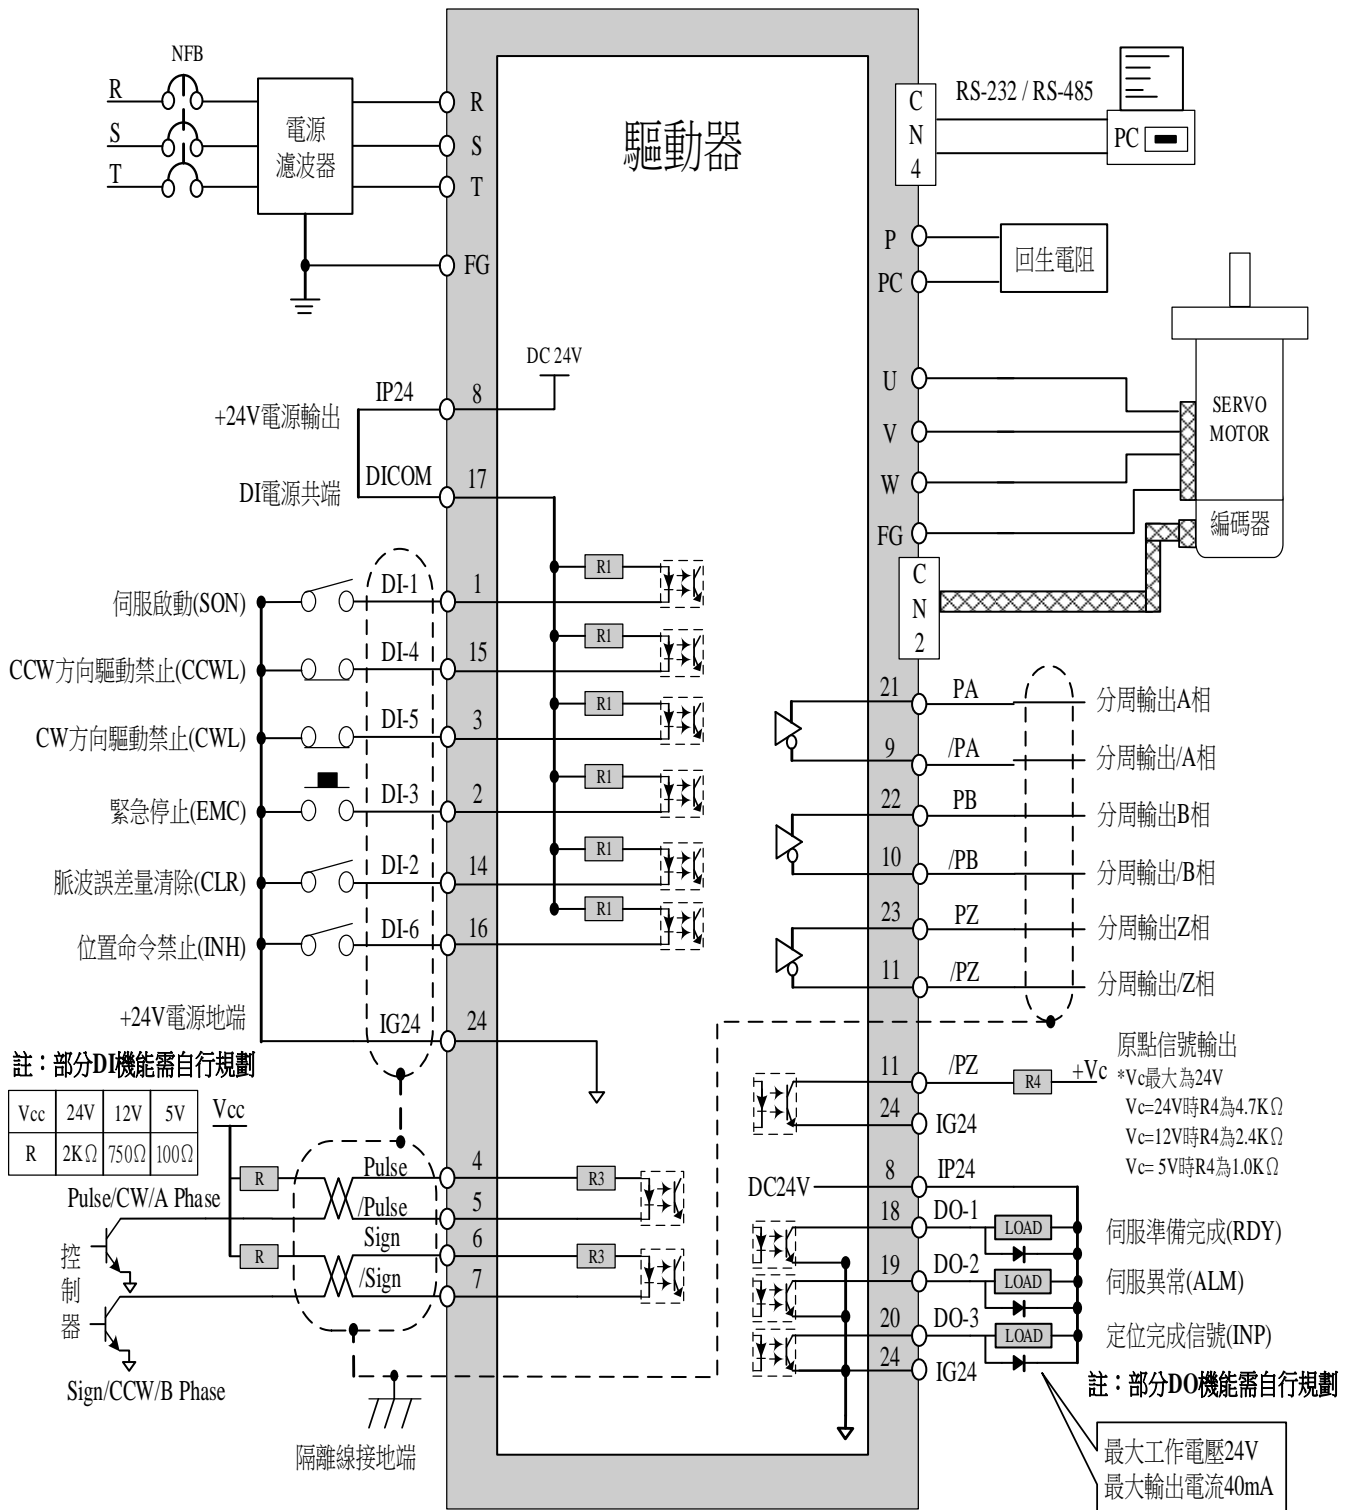 NFB
R
S
T
電源
濾波器
R
S
T
FG
驅動器
C
N
4
RS-232 / RS-485
PC
P
PC
回生電阻
U
V
W
FG
SERVO
MOTOR
編碼器
C
N
2
DC 24V
+24V電源輸出
IP24
8
DI電源共端
DICOM
17
伺服啟動(SON)
DI-1
1
R1
CCW方向驅動禁止(CCWL)
DI-4
15
R1
CW方向驅動禁止(CWL)
DI-5
3
R1
緊急停止(EMC)
DI-3
2
R1
脈波誤差量清除(CLR)
DI-2
14
R1
位置命令禁止(INH)
DI-6
16
R1
+24V電源地端
IG24
24
註：部分DI機能需自行規劃
Vcc 24V 12V 5V
R 2KΩ 750Ω 100Ω
Vcc
R
Pulse
4
R3
Pulse/CW/A Phase
/Pulse
5
R
Sign
6
R3
/Sign
7
控
制
器
Sign/CCW/B Phase
隔離線接地端
21
PA
分周輸出A相
9
/PA
分周輸出/A相
22
PB
分周輸出B相
10
/PB
分周輸出/B相
23
PZ
分周輸出Z相
11
/PZ
分周輸出/Z相
11
/PZ
R4
+Vc
24
IG24
原點信號輸出
*Vc最大為24V
Vc=24V時R4為4.7KΩ
Vc=12V時R4為2.4KΩ
Vc= 5V時R4為1.0KΩ
DC24V
8
IP24
18
DO-1
LOAD
伺服準備完成(RDY)
19
DO-2
LOAD
伺服異常(ALM)
20
DO-3
LOAD
定位完成信號(INP)
24
IG24
註：部分DO機能需自行規劃
最大工作電壓24V
最大輸出電流40mA